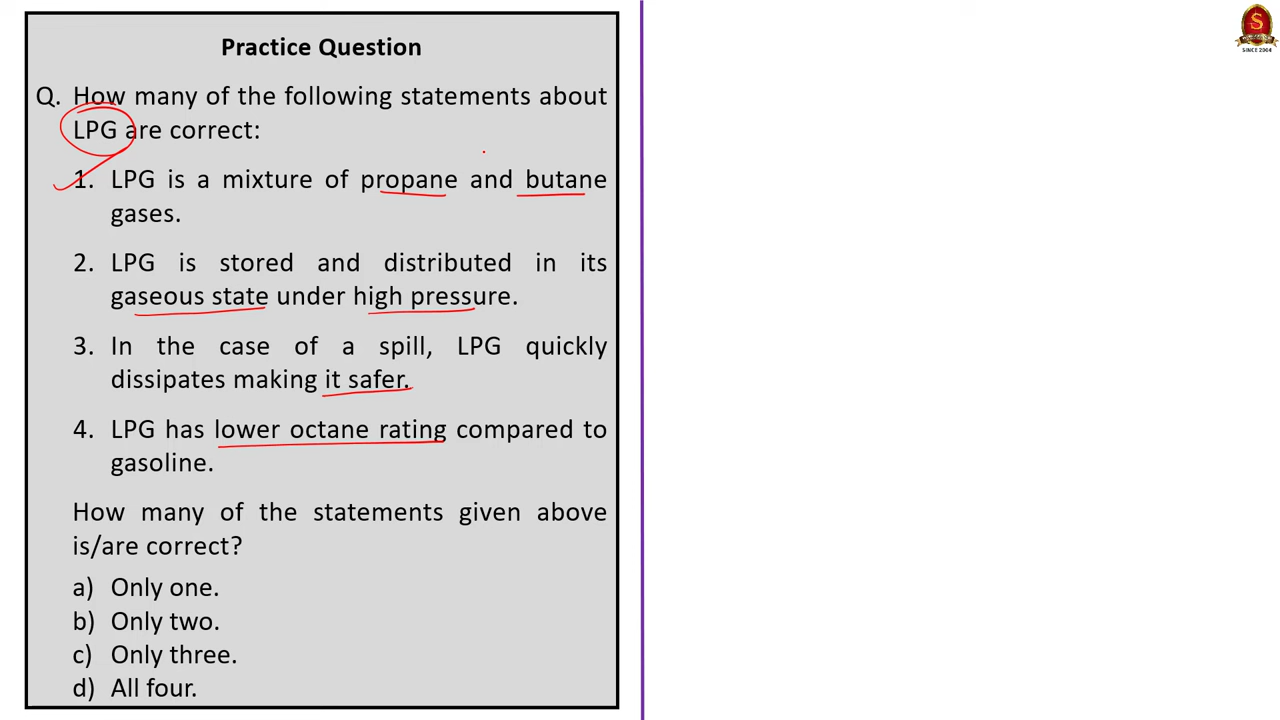 Practice Question
Q. How many of the following statements about
LPG are correct:
1. LPG is a mixture of propane and butane
gases.
2. LPG is stored and distributed in its
gaseous state under high pressure.
3. In the case of a spill, LPG quickly
dissipates making it safer.
4. LPG has lower octane rating compared to
gasoline.
How many of the statements given above
is/are correct?
a) Only one.
b) Only two.
c) Only three.
d) All four.
S
SINCE 2004